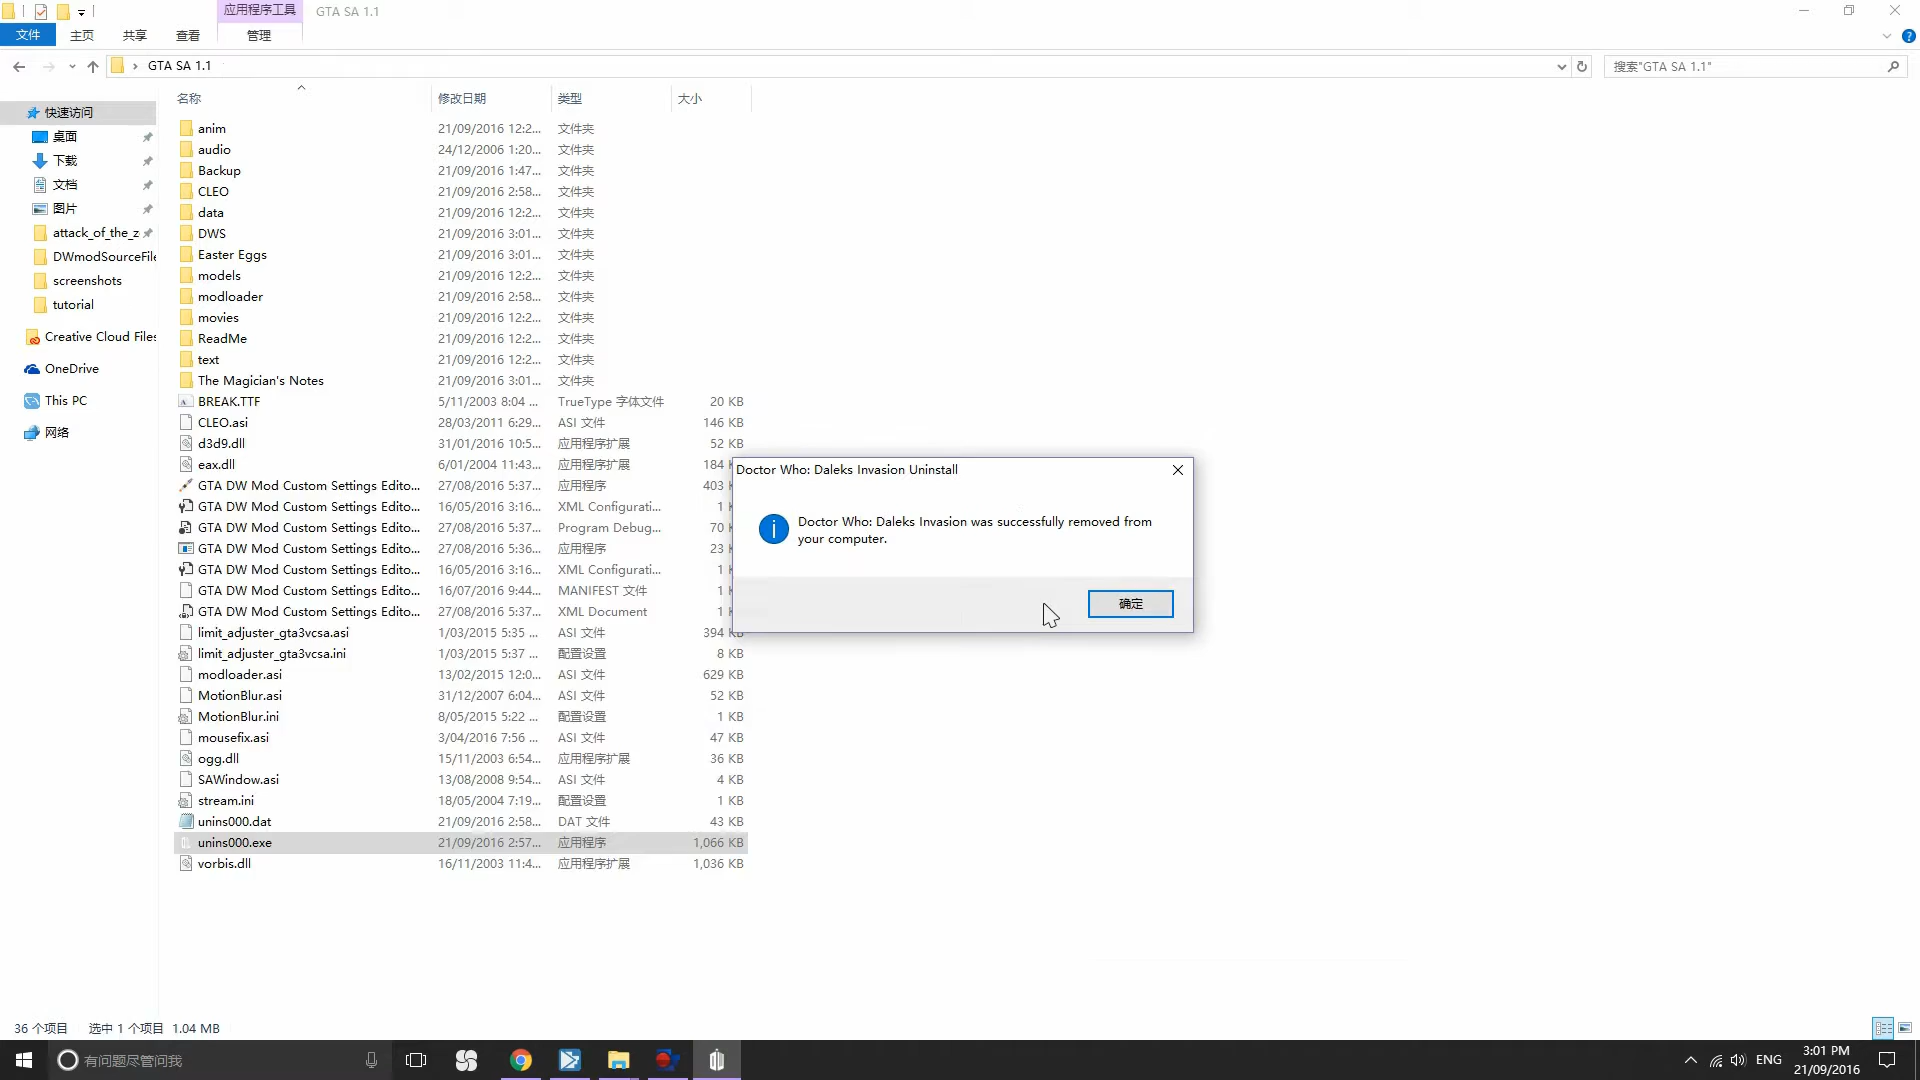 应用程序工具 GTA SA 1.1
文件 主页 共享 查看 管理
GTA SA 1.1 搜索"GTA SA 1.1"
名称 修改日期 类型 大小
快速访问
桌面
下载
文档
图片
attack_of_the_z
DWmodSourceFile
screenshots
tutorial
Creative Cloud Files
OneDrive
This PC
网络
anim 21/09/2016 12:2... 文件夹
audio 24/12/2006 1:20... 文件夹
Backup 21/09/2016 1:47... 文件夹
CLEO 21/09/2016 2:58... 文件夹
data 21/09/2016 12:2... 文件夹
DWS 21/09/2016 3:01... 文件夹
Easter Eggs 21/09/2016 3:01... 文件夹
models 21/09/2016 12:2... 文件夹
modloader 21/09/2016 2:58... 文件夹
movies 21/09/2016 12:2... 文件夹
ReadMe 21/09/2016 12:2... 文件夹
text 21/09/2016 12:2... 文件夹
The Magician's Notes 21/09/2016 3:01... 文件夹
BREAK.TTF 5/11/2003 8:04 ... TrueType 字体文件 20 KB
CLEO.asi 28/03/2011 6:29... ASI 文件 146 KB
d3d9.dll 31/01/2016 10:5... 应用程序扩展 52 KB
eax.dll 6/01/2004 11:43... 应用程序扩展 184
GTA DW Mod Custom Settings Edito... 27/08/2016 5:37... 应用程序 403
GTA DW Mod Custom Settings Edito... 16/05/2016 3:16... XML Configurati... 1
GTA DW Mod Custom Settings Edito... 27/08/2016 5:37... Program Debug... 70
GTA DW Mod Custom Settings Edito... 27/08/2016 5:36... 应用程序 23
GTA DW Mod Custom Settings Edito... 16/05/2016 3:16... XML Configurati... 1
GTA DW Mod Custom Settings Edito... 16/07/2016 9:44... MANIFEST 文件 1
GTA DW Mod Custom Settings Edito... 27/08/2016 5:37... XML Document 1
limit_adjuster_gta3vcsa.asi 1/03/2015 5:35 ... ASI 文件 394 KB
limit_adjuster_gta3vcsa.ini 1/03/2015 5:37 ... 配置设置 8 KB
modloader.asi 13/02/2015 12:0... ASI 文件 629 KB
MotionBlur.asi 31/12/2007 6:04... ASI 文件 52 KB
MotionBlur.ini 8/05/2015 5:22 ... 配置设置 1 KB
mousefix.asi 3/04/2016 7:56 ... ASI 文件 47 KB
ogg.dll 15/11/2003 6:54... 应用程序扩展 36 KB
SAWindow.asi 13/08/2008 9:54... ASI 文件 4 KB
stream.ini 18/05/2004 7:19... 配置设置 1 KB
unins000.dat 21/09/2016 2:58... DAT 文件 43 KB
unins000.exe 21/09/2016 2:57... 应用程序 1,066 KB
vorbis.dll 16/11/2003 11:4... 应用程序扩展 1,036 KB
Doctor Who: Daleks Invasion Uninstall
Doctor Who: Daleks Invasion was successfully removed from
your computer.
确定
36 个项目 选中 1 个项目 1.04 MB
有问题尽管问我
ENG
3:01 PM
21/09/2016